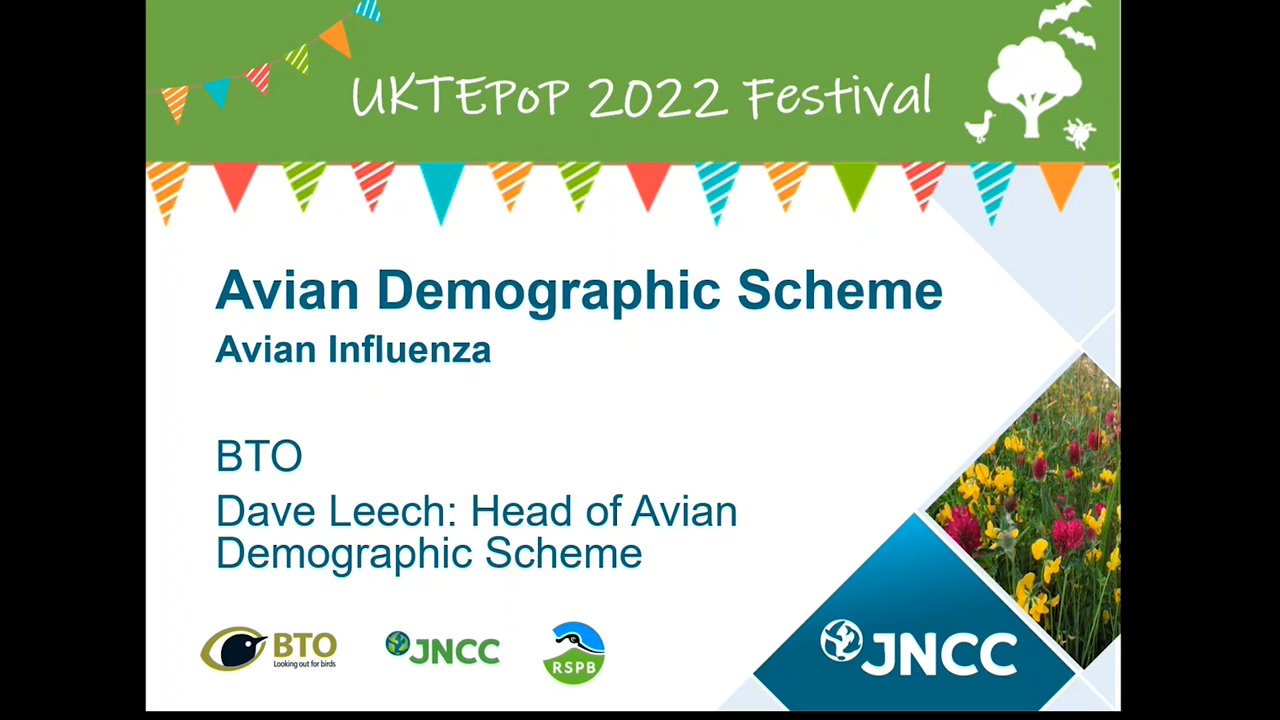 UKTEPoP 2022 Festival
Avian Demographic Scheme
Avian Influenza
BTO
Dave Leech: Head of Avian
Demographic Scheme
BTO
Looking out for birds
JNCC
RSPB
JNCC